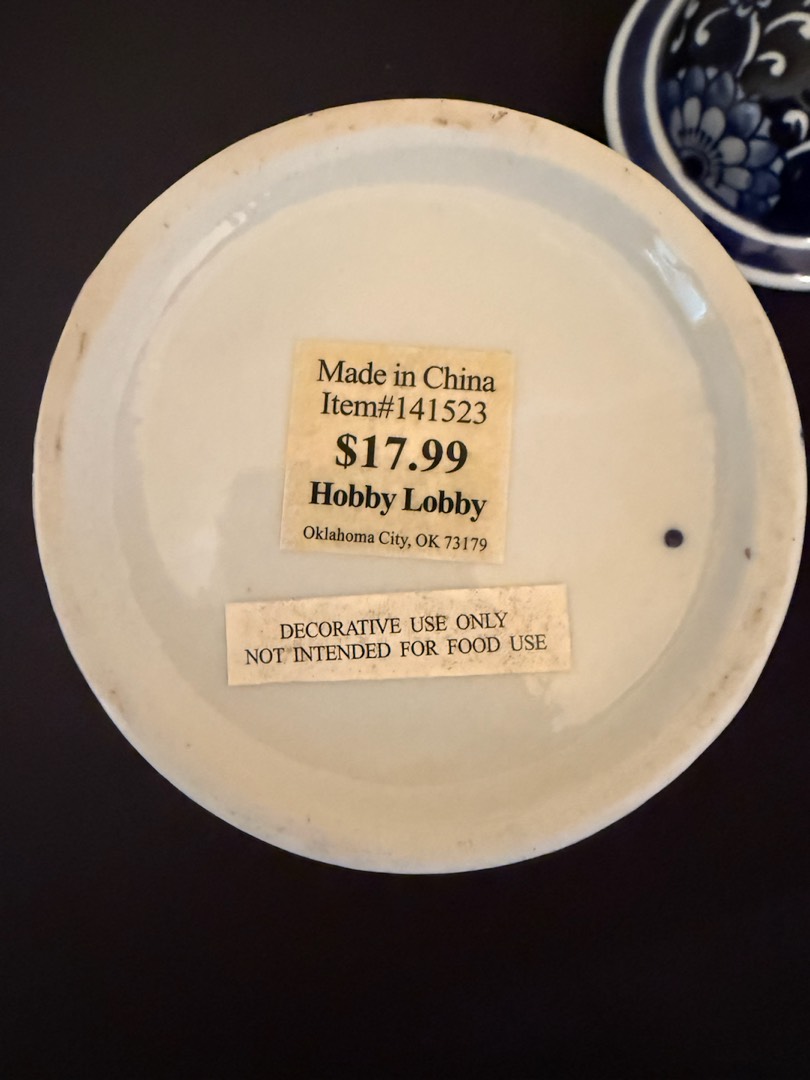 Made in China
Item#141523
$17.99
Hobby Lobby
Oklahoma City, OK 73179
DECORATIVE USE ONLY
NOT INTENDED FOR FOOD USE